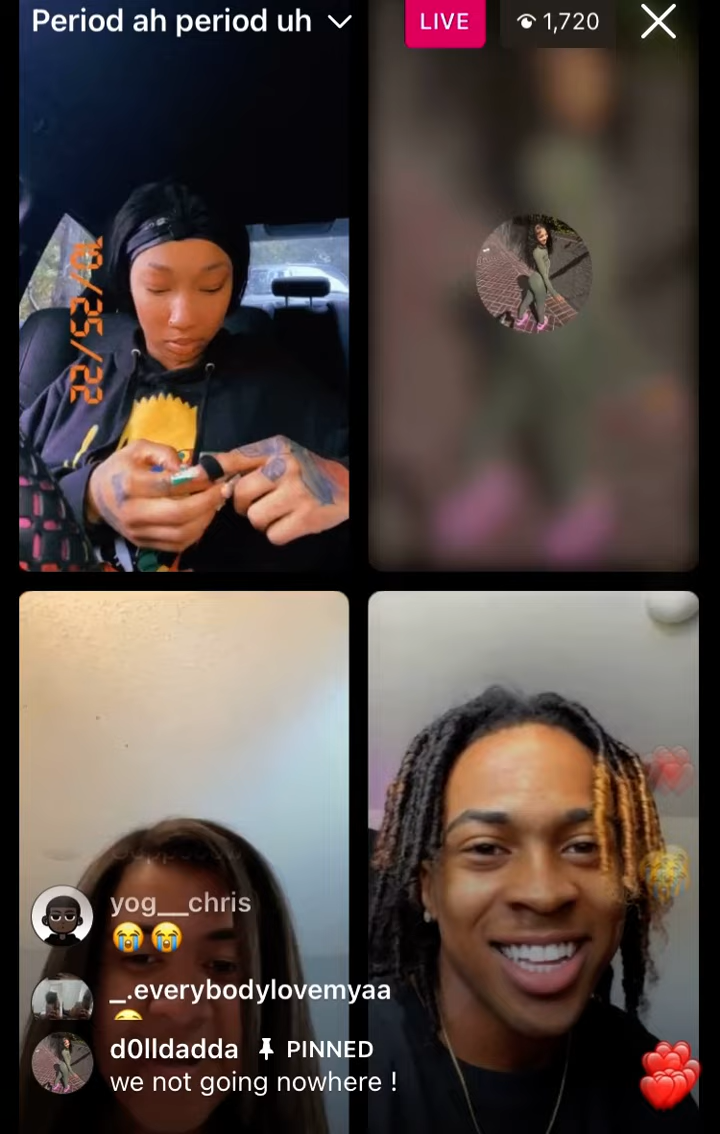 Period ah period uh
LIVE
1,720
10/25/22
yog__chris
😭😭
_.everybodylovemyaa
d0lldadda PINNED
we not going nowhere !